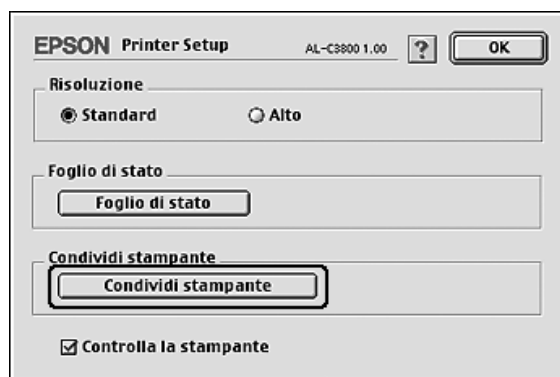 EPSON Printer Setup AL-C3800 1.00 ? OK
Risoluzione
Standard Alto
Foglio di stato
Foglio di stato
Condividi stampante
Condividi stampante
Controlla la stampante